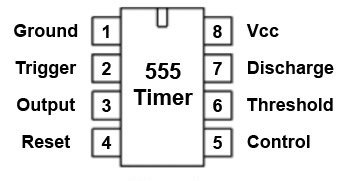 Ground 1 8 Vcc
Trigger 2 555 7 Discharge
Output 3 Timer 6 Threshold
Reset 4 5 Control